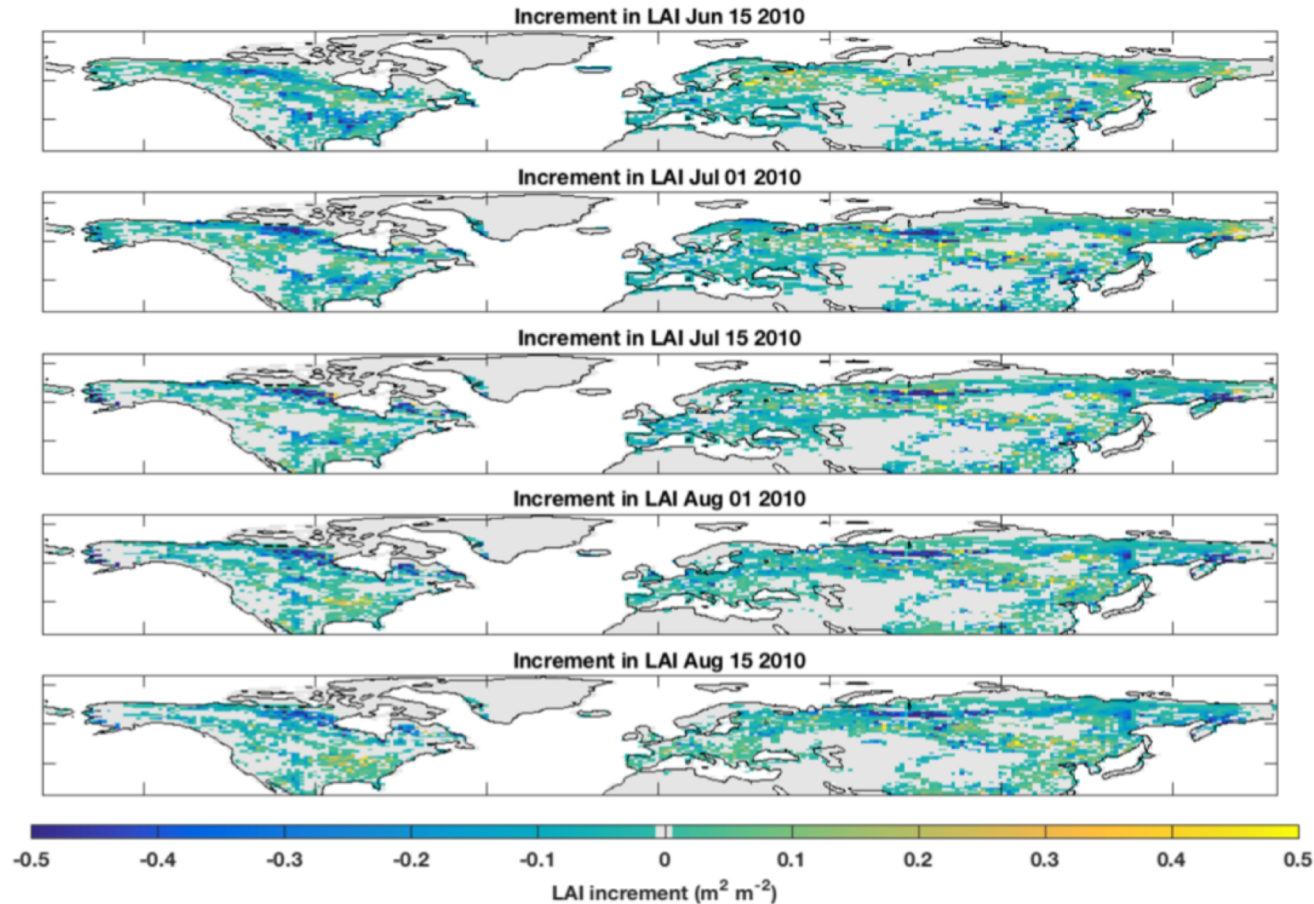 Increment in LAI Jun 15 2010
Increment in LAI Jul 01 2010
Increment in LAI Jul 15 2010
Increment in LAI Aug 01 2010
Increment in LAI Aug 15 2010
-0.5 -0.4 -0.3 -0.2 -0.1 0 0.1 0.2 0.3 0.4 0.5
LAI increment (m² m⁻²)